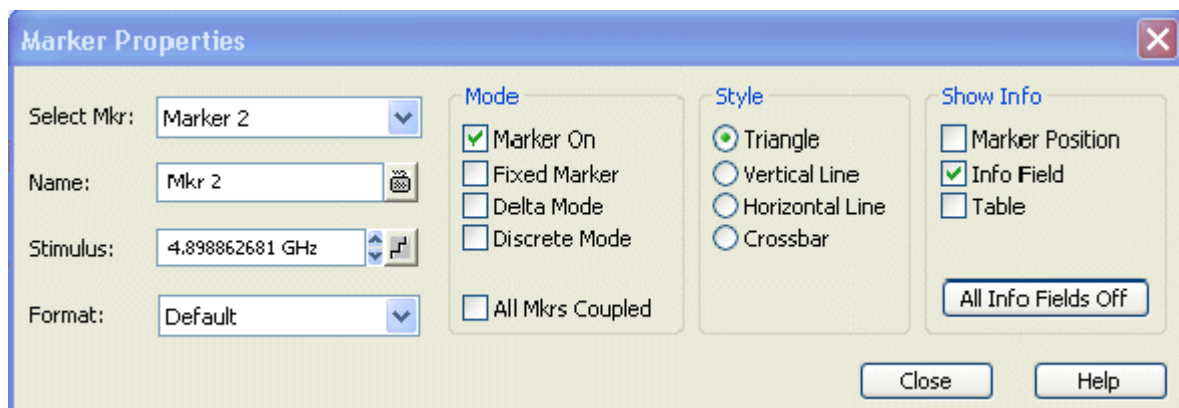 Marker Properties
Select Mkr: Marker 2
Name: Mkr 2
Stimulus: 4.898862681 GHz
Format: Default
Mode
Marker On
Fixed Marker
Delta Mode
Discrete Mode
All Mkrs Coupled
Style
Triangle
Vertical Line
Horizontal Line
Crossbar
Show Info
Marker Position
Info Field
Table
All Info Fields Off
Close
Help